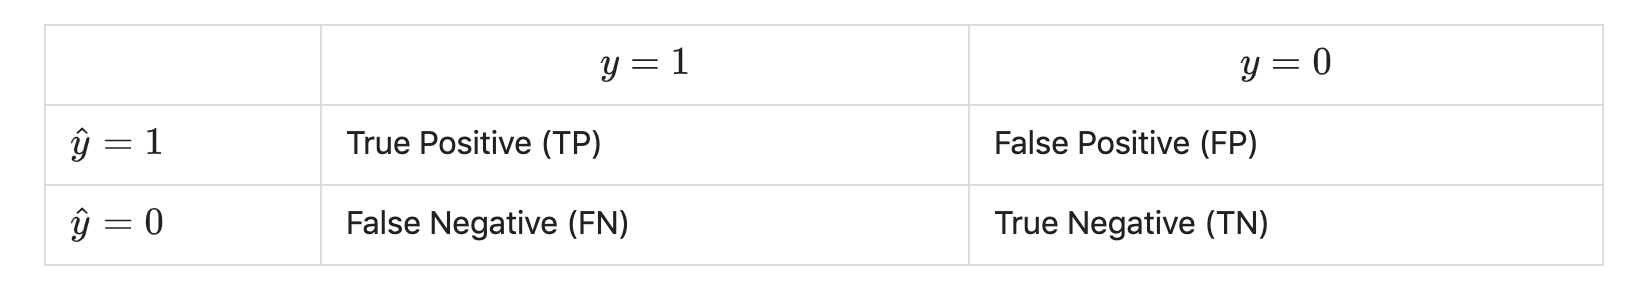 y = 1 y = 0
ŷ = 1 True Positive (TP) False Positive (FP)
ŷ = 0 False Negative (FN) True Negative (TN)